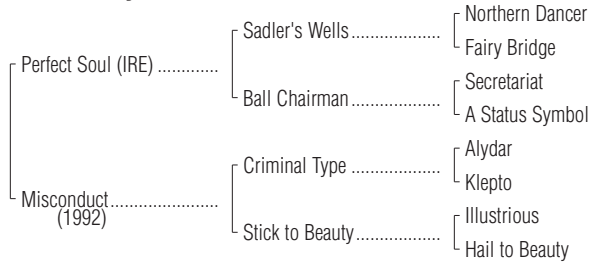 Northern Dancer
Sadler's Wells...................
Fairy Bridge
Perfect Soul (IRE) .............
Secretariat
Ball Chairman...................
A Status Symbol
Alydar
Criminal Type ...................
Klepto
Misconduct.......................
(1992)
Illustrious
Stick to Beauty..................
Hail to Beauty